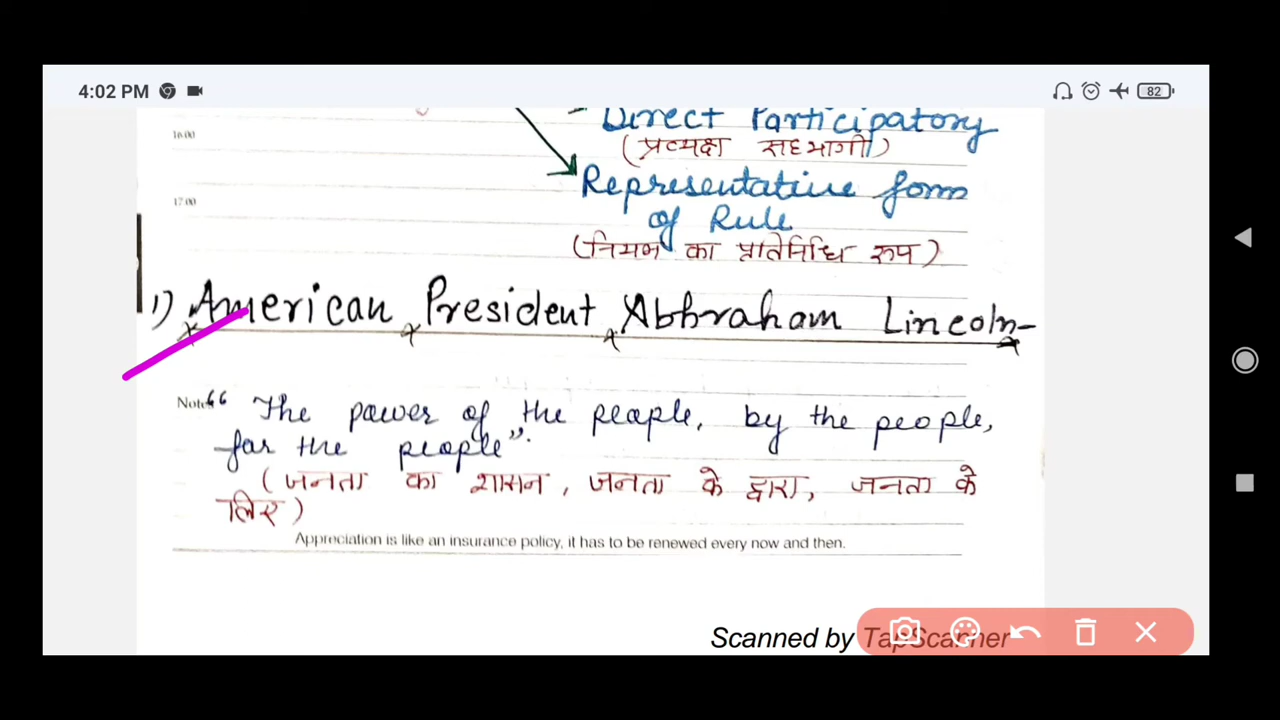 4:02 PM
82
16.00
Direct Participatory
(प्रत्यक्ष सहभागी)
Representative form
17.00
of Rule
(नियम का प्रतिनिधि रूप)
1) American President Abhraham Lincoln-
Notes
“ The power of the people, by the people,
for the people”.
(जनता का शासन, जनता के द्वारा, जनता के
लिए)
Appreciation is like an insurance policy, it has to be renewed every now and then.
Scanned by TapScanner